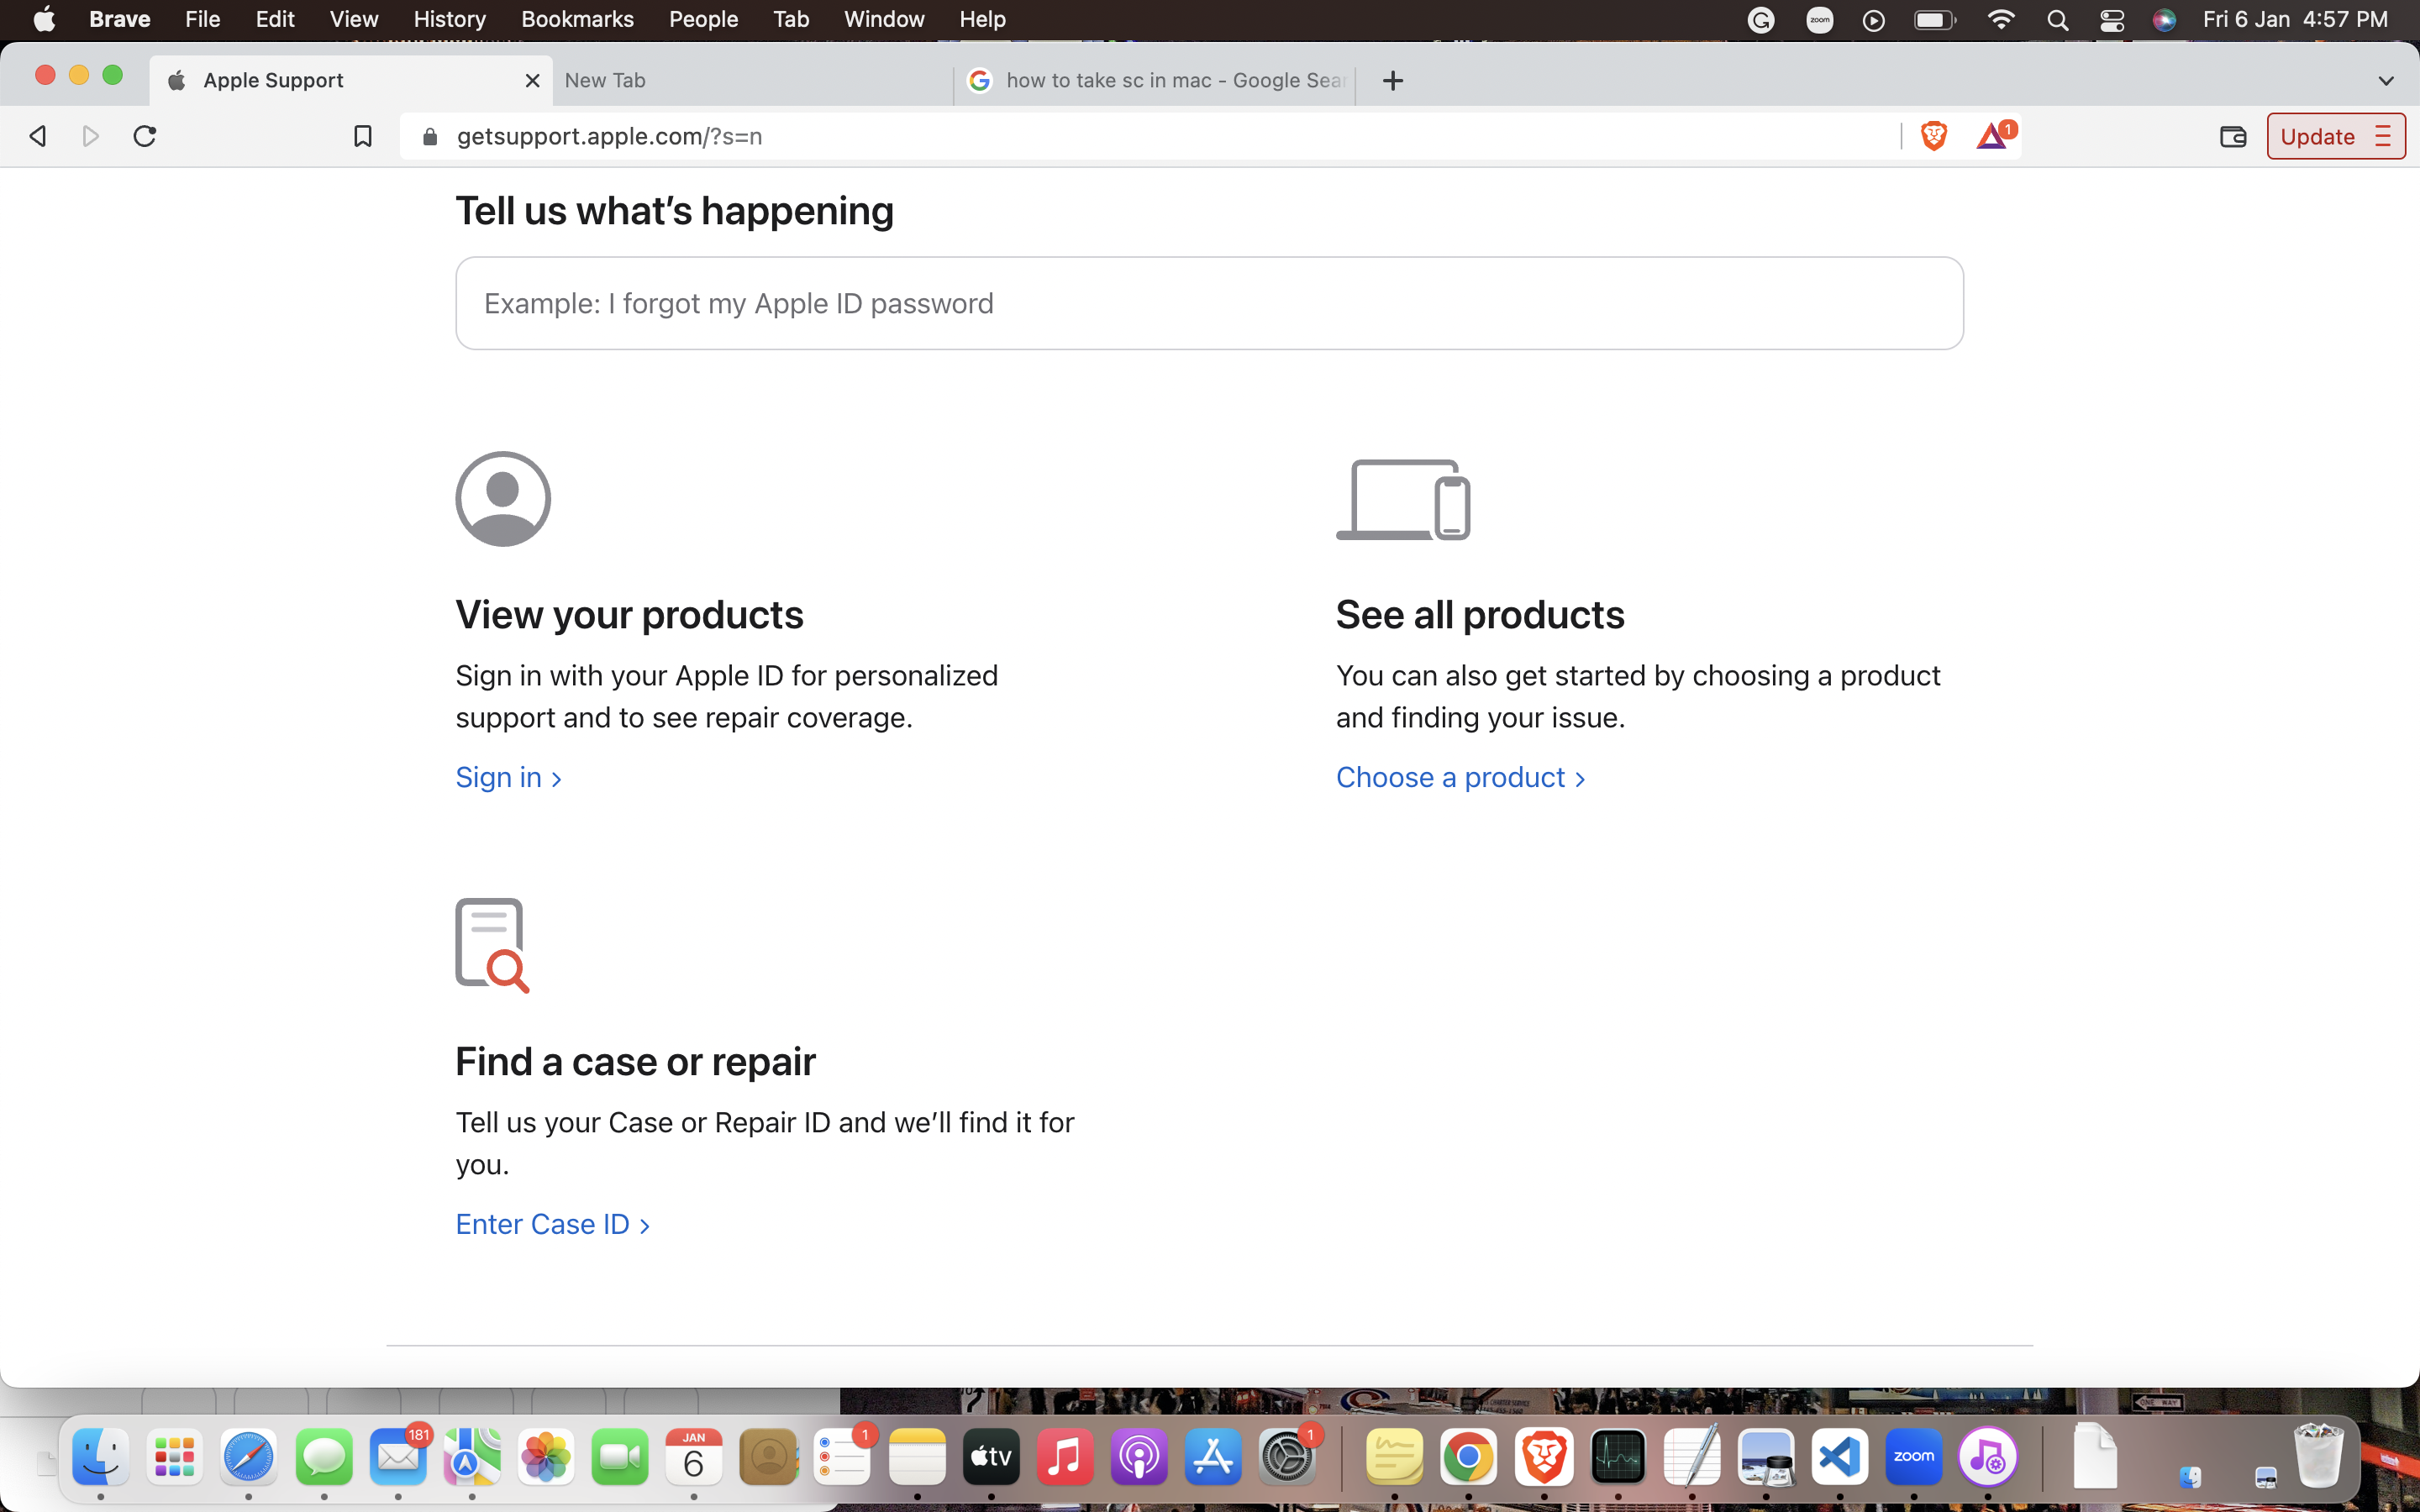 Brave File Edit View History Bookmarks People Tab Window Help
zoom
Fri 6 Jan 4:57 PM
Apple Support
New Tab
how to take sc in mac - Google Sear
getsupport.apple.com/?s=n
1
Update
Tell us what's happening
Example: I forgot my Apple ID password
View your products
Sign in with your Apple ID for personalized
support and to see repair coverage.
Sign in >
See all products
You can also get started by choosing a product
and finding your issue.
Choose a product >
Find a case or repair
Tell us your Case or Repair ID and we'll find it for
you.
Enter Case ID >
ONE WAY
181
JAN
6
1
tv
1
zoom